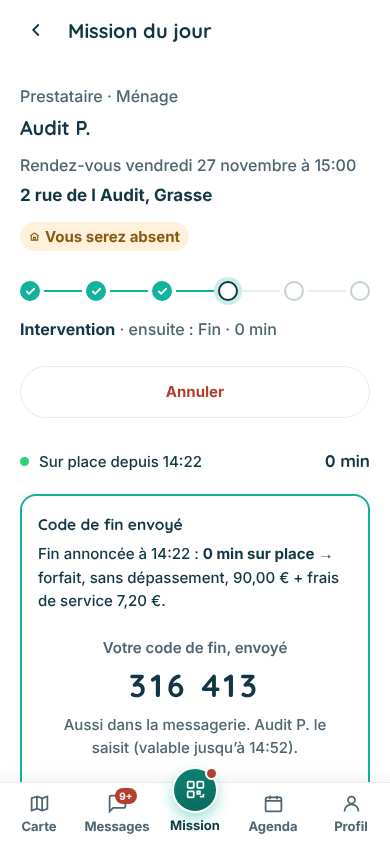 Mission du jour
Prestataire · Ménage
Audit P.
Rendez-vous vendredi 27 novembre à 15:00
2 rue de l Audit, Grasse
Vous serez absent
Intervention · ensuite : Fin · 0 min
Annuler
Sur place depuis 14:22
0 min
Code de fin envoyé
Fin annoncée à 14:22 : 0 min sur place →
forfait, sans dépassement, 90,00 € + frais
de service 7,20 €.
Votre code de fin, envoyé
316 413
Aussi dans la messagerie. Audit P. le
saisit (valable jusqu’à 14:52).
9+
Carte
Messages
Mission
Agenda
Profil